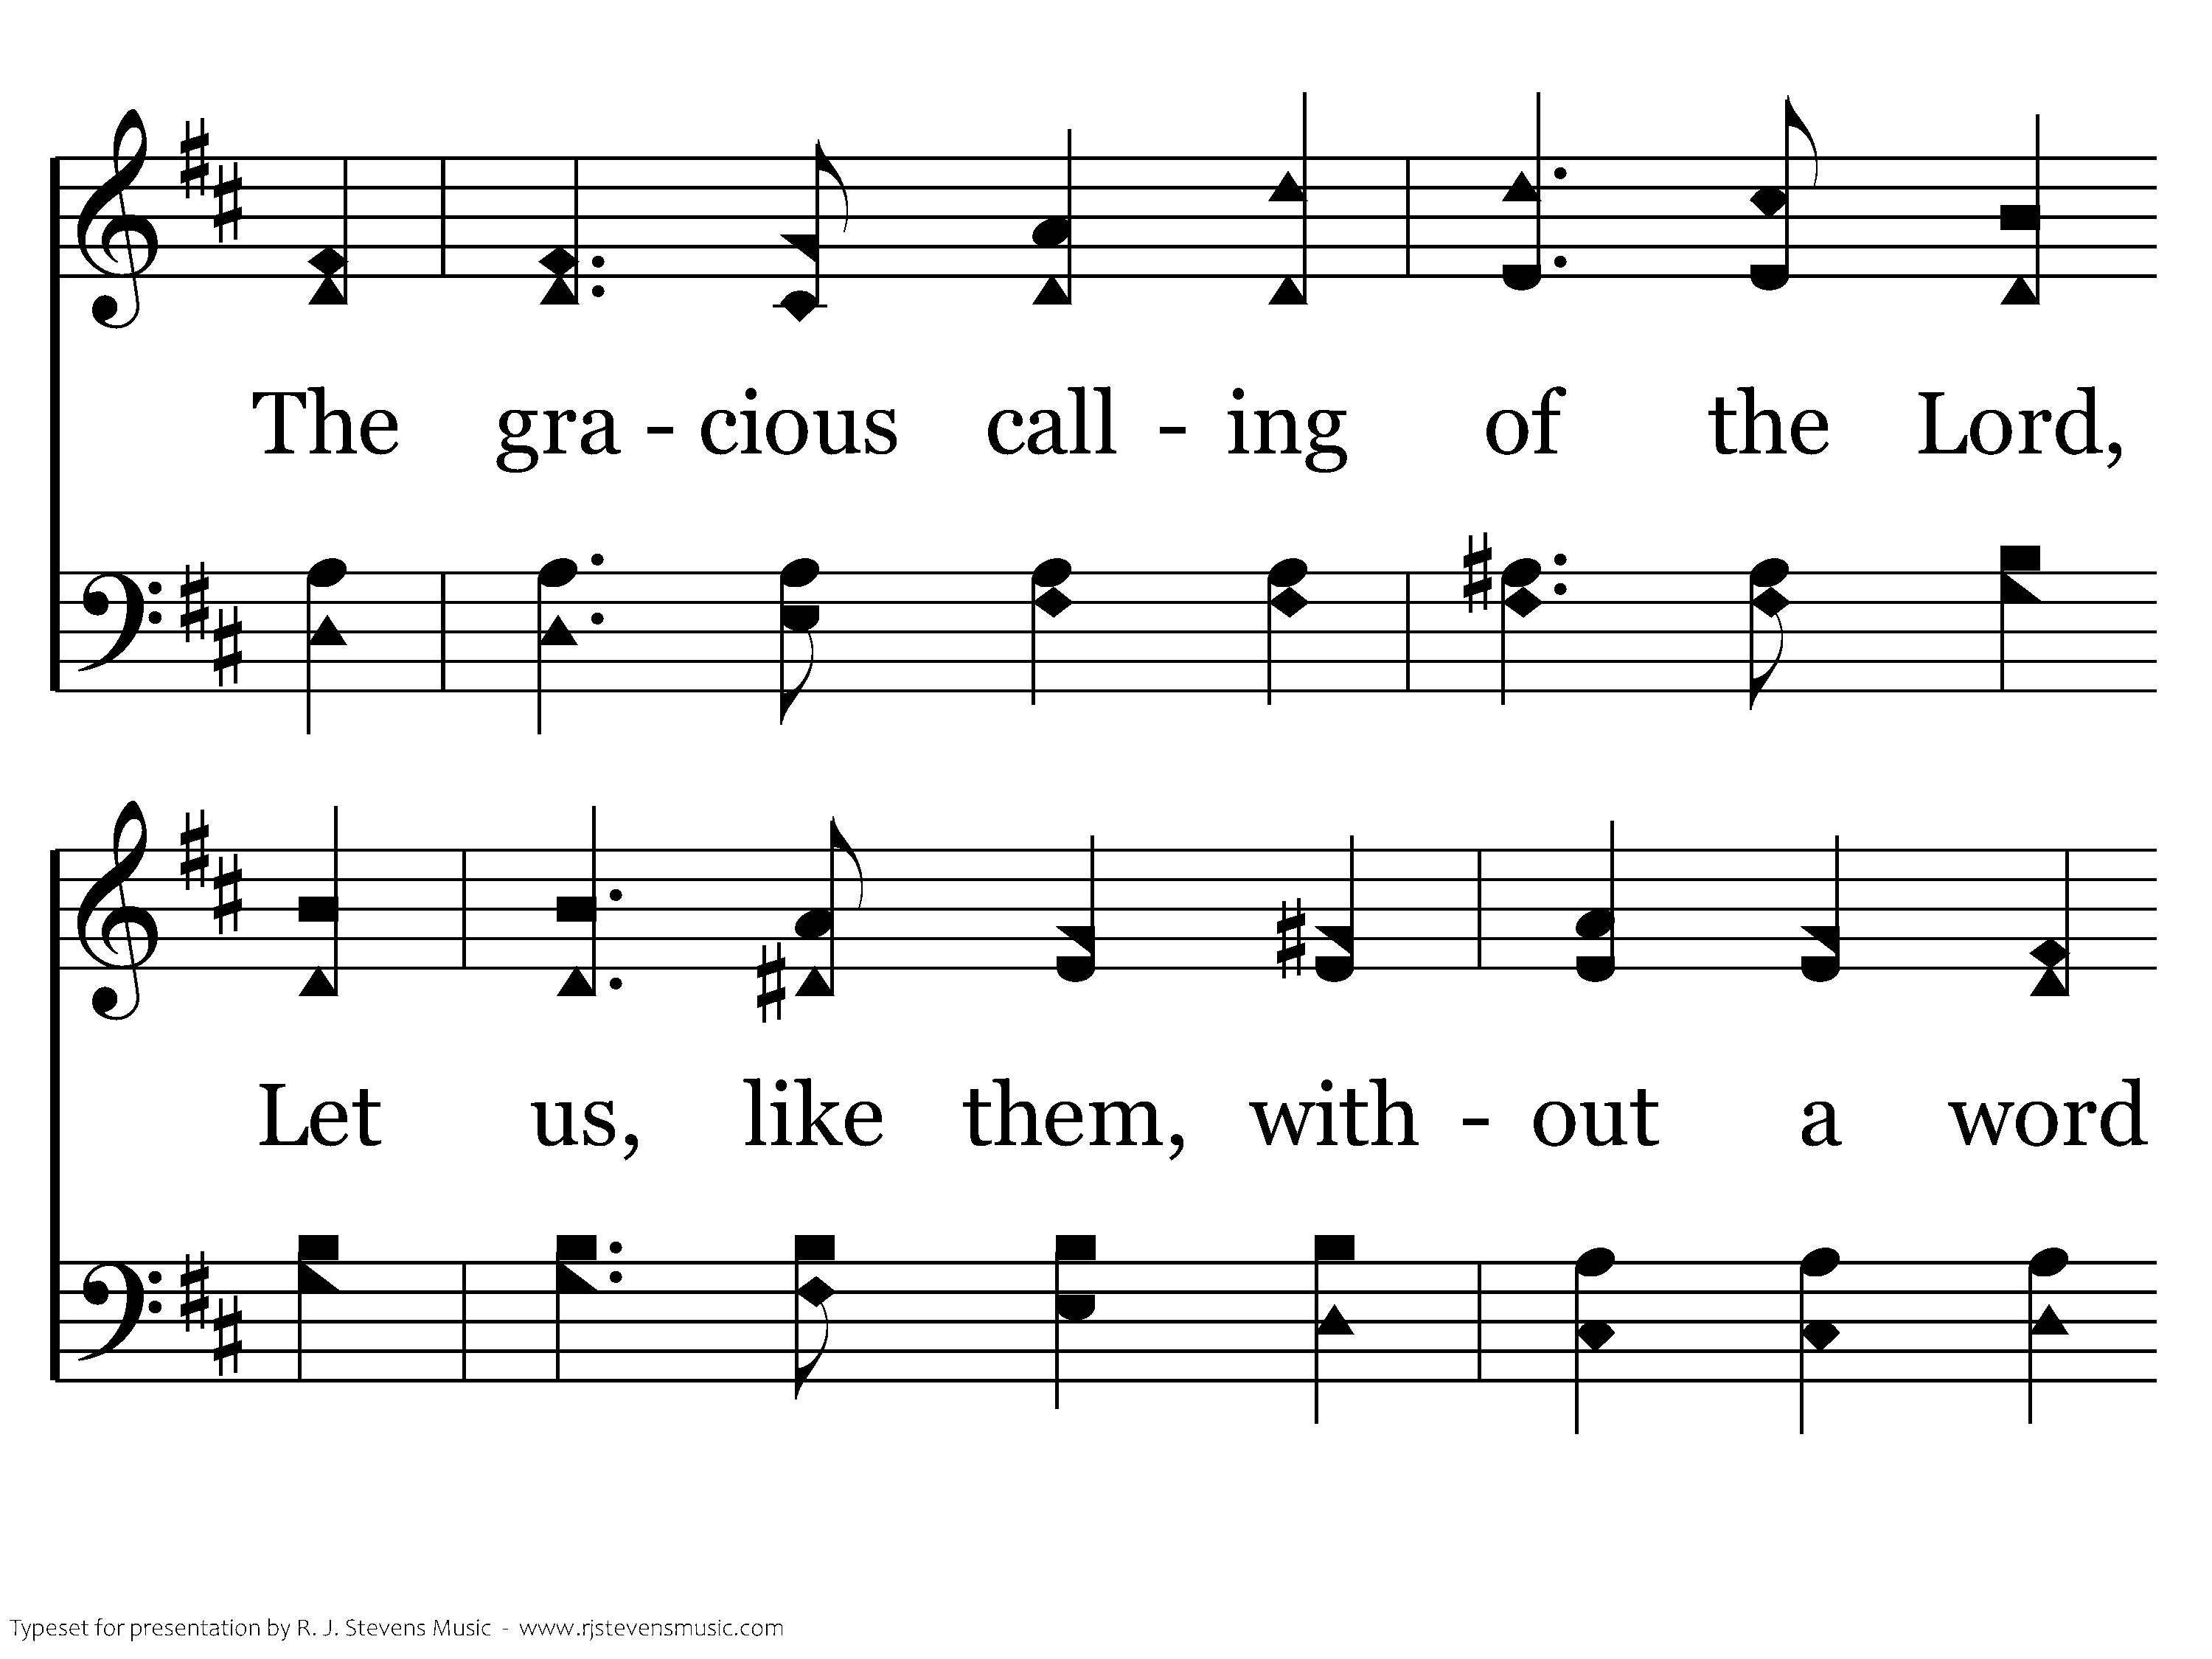 The gra - cious call - ing of the Lord,
Let us, like them, with - out a word
Typeset for presentation by R. J. Stevens Music - www.rjstevensmusic.com